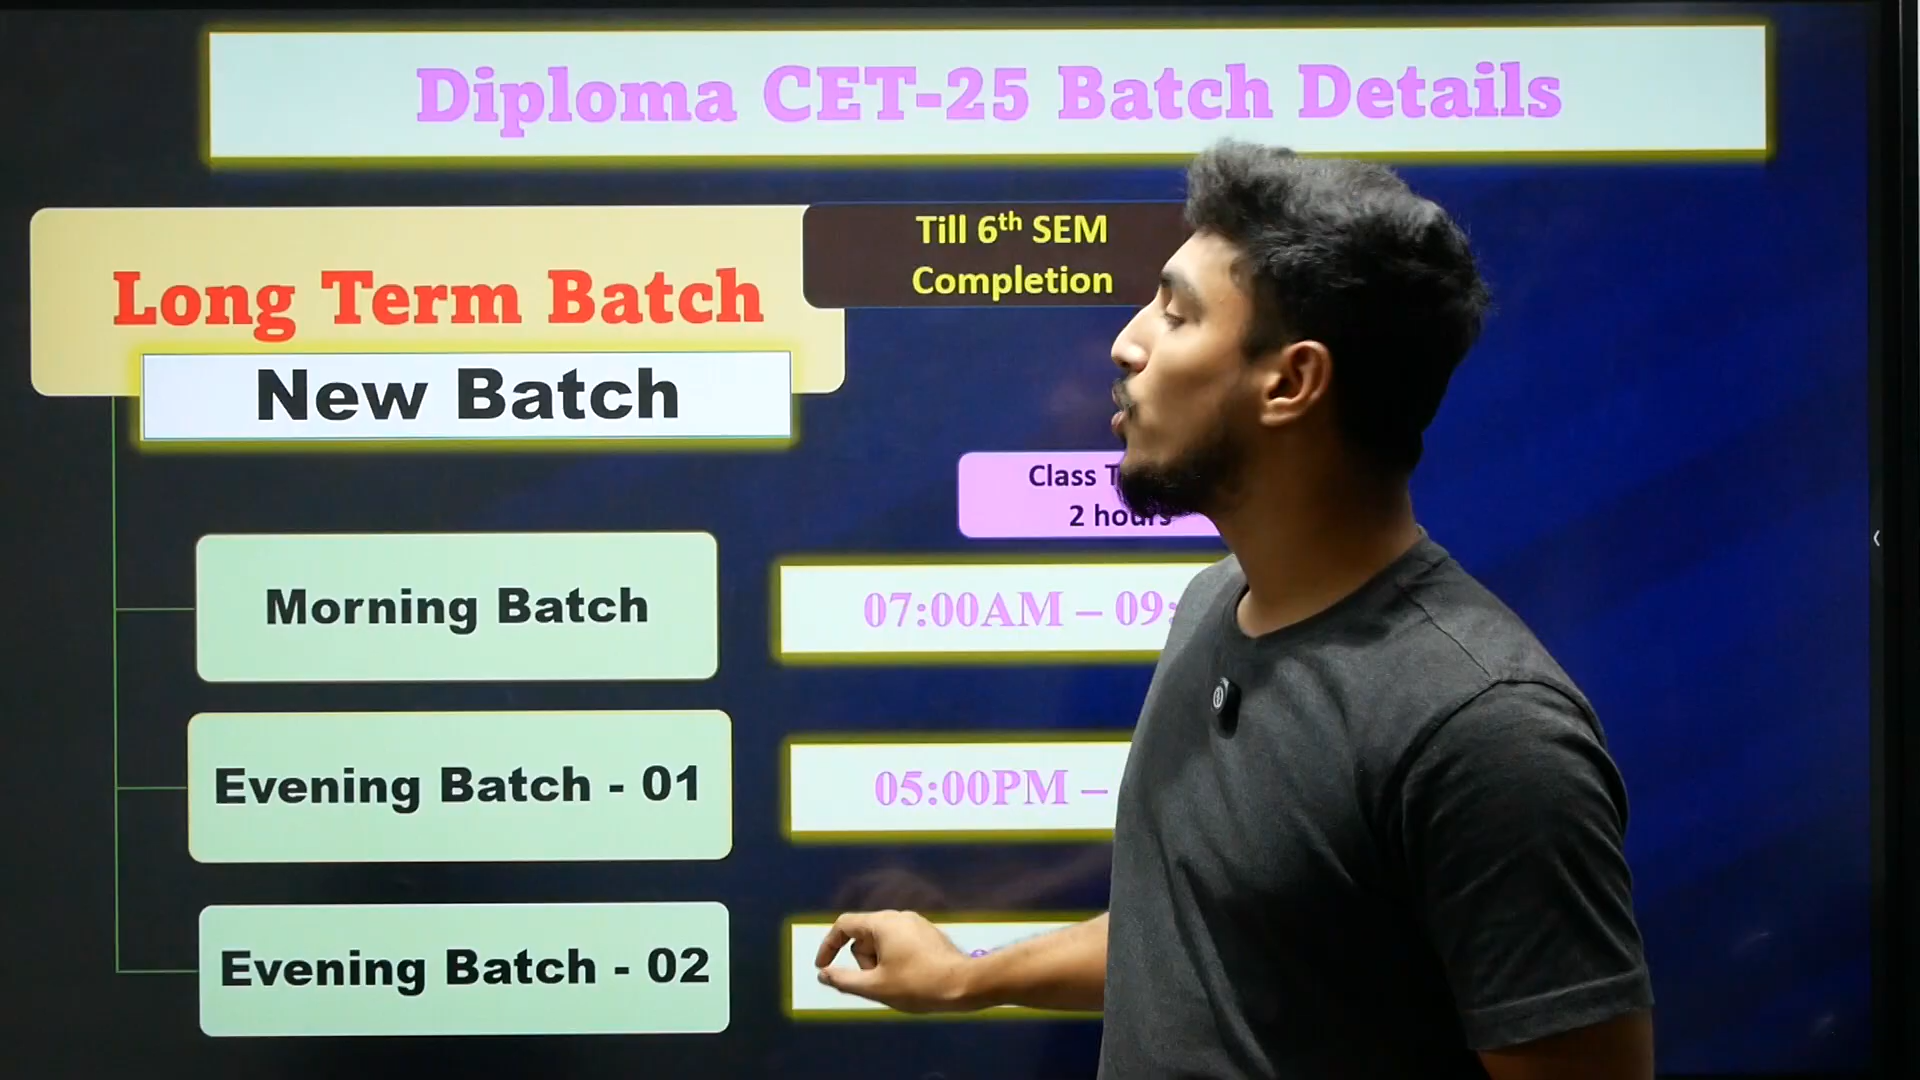 Diploma CET-25 Batch Details
Till 6th SEM
Completion
Long Term Batch
New Batch
Class
2 hours
Morning Batch
07:00AM – 09:
Evening Batch - 01
05:00PM –
Evening Batch - 02